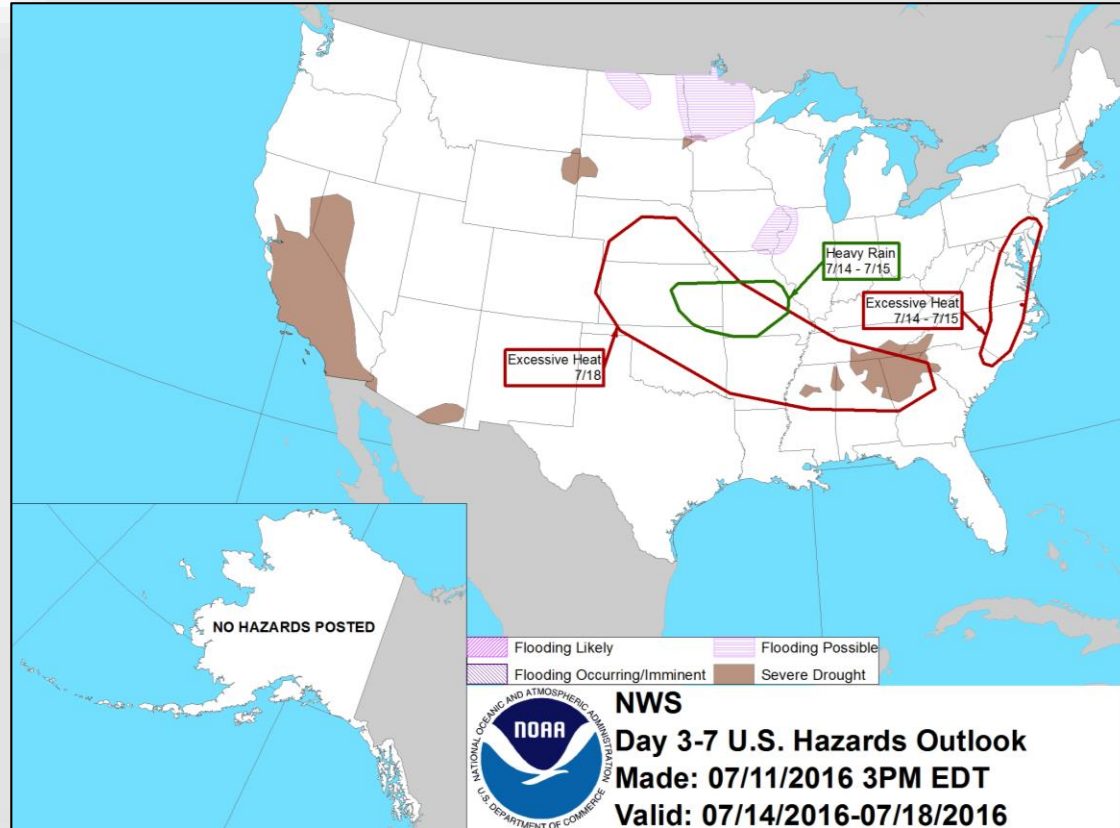 Heavy Rain
7/14 - 7/15
Excessive Heat
7/14 - 7/15
Excessive Heat
7/18
NO HAZARDS POSTED
Flooding Likely
Flooding Possible
Flooding Occurring/Imminent
Severe Drought
NATIONAL OCEANIC AND ATMOSPHERIC ADMINISTRATION
NOAA
U.S. DEPARTMENT OF COMMERCE
NWS
Day 3-7 U.S. Hazards Outlook
Made: 07/11/2016 3PM EDT
Valid: 07/14/2016-07/18/2016